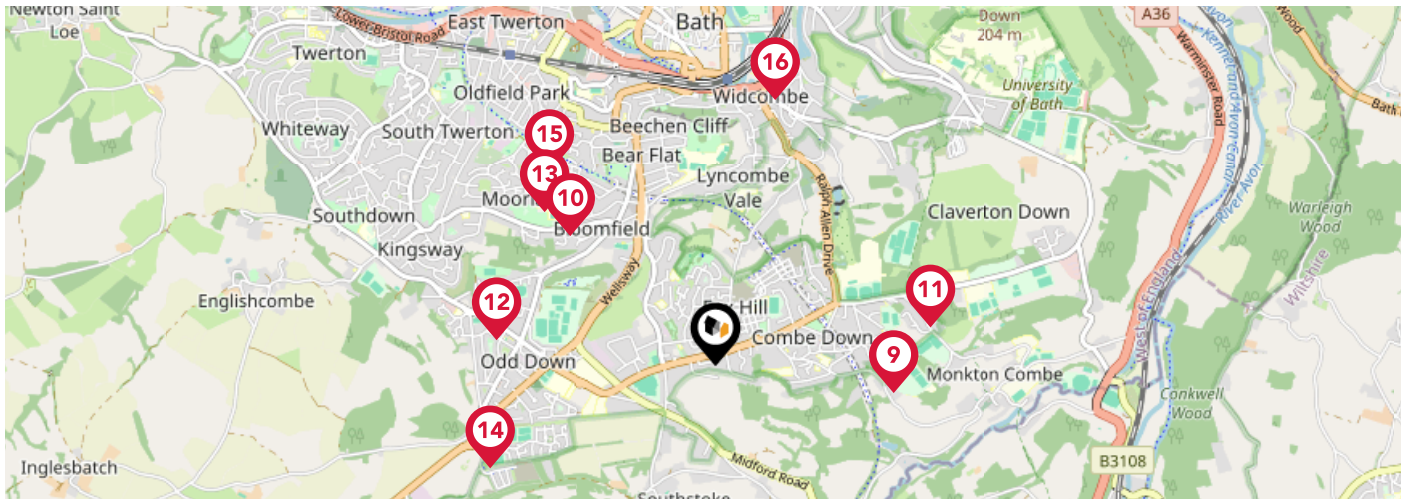 Newton Saint
Loe
Lower-Bristol Road
East Twerton
Bath
Down
204 m
A36
Wood
Twerton
16
Warminster Road
Kennet and Avon Canal
River Avon
University
of Bath
Bath
Oldfield Park
Widcombe
Whiteway
South Twerton
15
Beechen Cliff
Bear Flat
13
10
Lyncombe
Vale
Southdown
Bloomfield
Ralph Allen Drive
Claverton Down
Warleigh
Wood
Kingsway
Wellsway
Wiltshire
West of England
Englishcombe
12
11
Hill
Combe Down
9
Odd Down
Monkton Combe
Conkwell
Wood
14
Midford Road
B3108
Inglesbatch
Southstoke